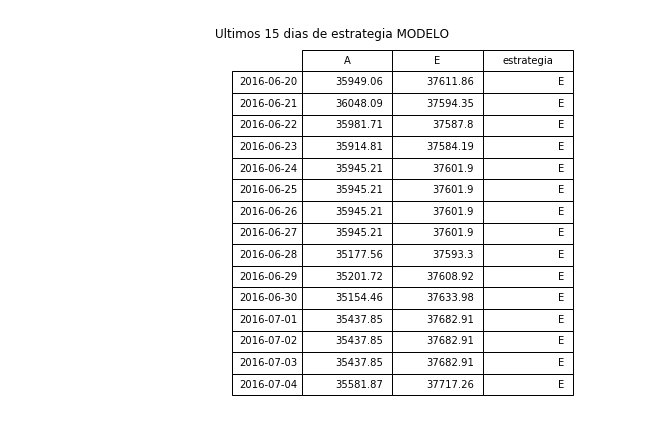 Ultimos 15 dias de estrategia MODELO
A E estrategia
2016-06-20 35949.06 37611.86 E
2016-06-21 36048.09 37594.35 E
2016-06-22 35981.71 37587.8 E
2016-06-23 35914.81 37584.19 E
2016-06-24 35945.21 37601.9 E
2016-06-25 35945.21 37601.9 E
2016-06-26 35945.21 37601.9 E
2016-06-27 35945.21 37601.9 E
2016-06-28 35177.56 37593.3 E
2016-06-29 35201.72 37608.92 E
2016-06-30 35154.46 37633.98 E
2016-07-01 35437.85 37682.91 E
2016-07-02 35437.85 37682.91 E
2016-07-03 35437.85 37682.91 E
2016-07-04 35581.87 37717.26 E